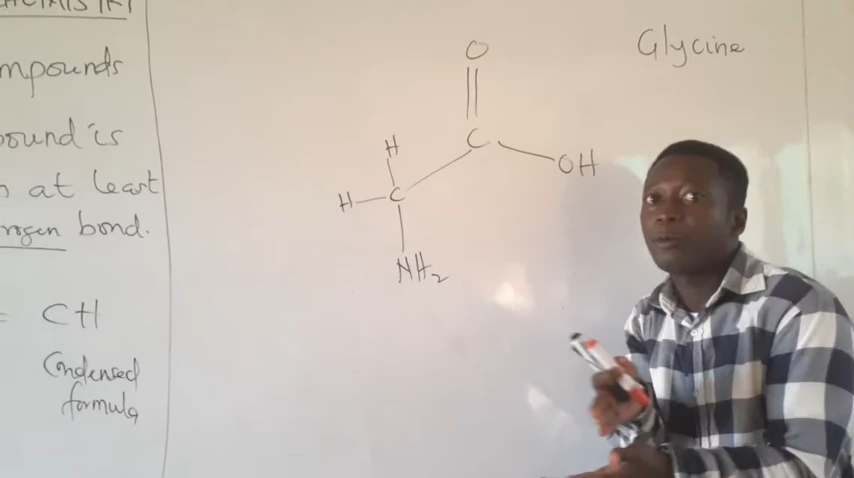 mpounds
ound is
at least
rogen bond.
= CH
Condensed
formula
Glycine
O
C
OH
H
H
C
NH2